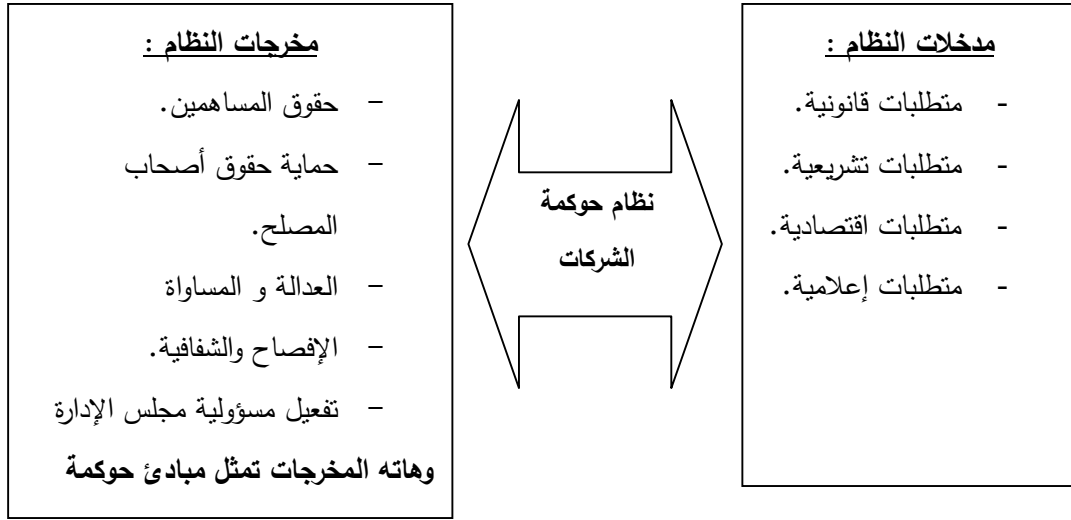 مدخلات النظام :
- متطلبات قانونية.
- متطلبات تشريعية.
- متطلبات اقتصادية.
- متطلبات إعلامية.
نظام حوكمة
الشركات
مخرجات النظام :
– حقوق المساهمين.
– حماية حقوق أصحاب
المصلح.
– العدالة و المساواة
– الإفصاح والشفافية.
– تفعيل مسؤولية مجلس الإدارة
وهاته المخرجات تمثل مبادئ حوكمة